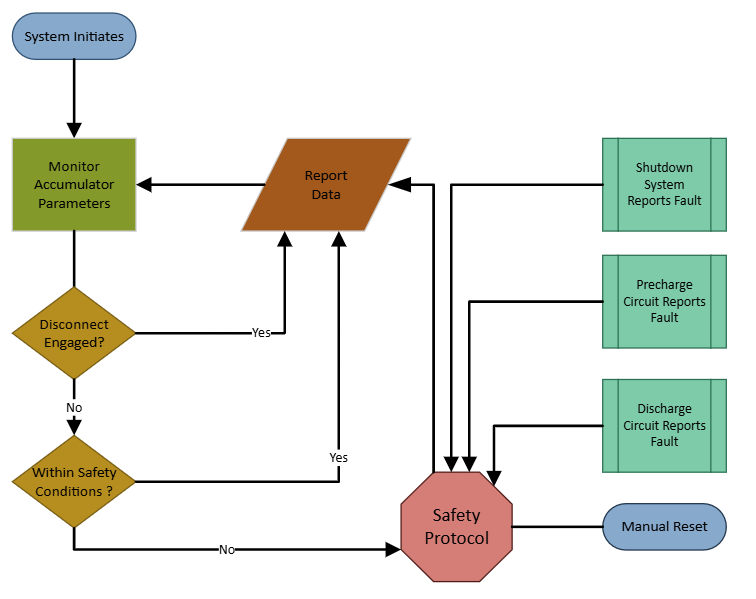 System Initiates
Monitor
Accumulator
Parameters
Report
Data
Shutdown
System
Reports Fault
Precharge
Circuit Reports
Fault
Disconnect
Engaged?
Yes
No
Discharge
Circuit Reports
Fault
Within Safety
Conditions ?
Yes
Safety
Protocol
Manual Reset
No